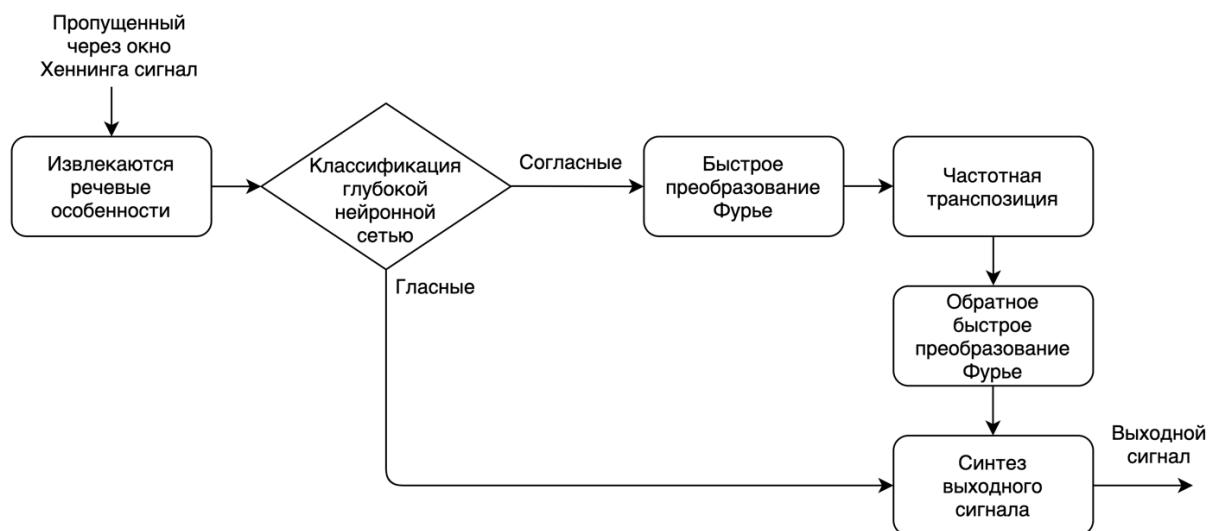 Пропущенный
через окно
Хеннинга сигнал
Извлекаются
речевые
особенности
Классификация
глубокой
нейронной
сетью
Согласные
Гласные
Быстрое
преобразование
Фурье
Частотная
транспозиция
Обратное
быстрое
преобразование
Фурье
Синтез
выходного
сигнала
Выходной
сигнал